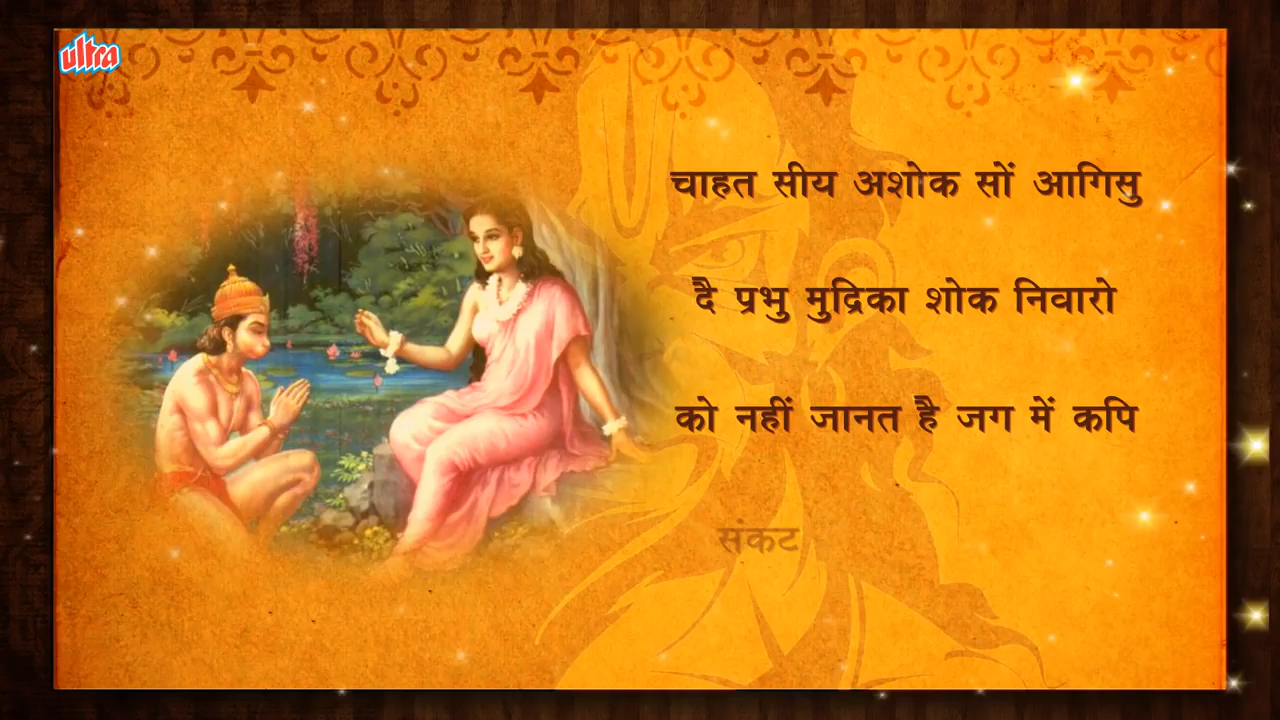 ultra
चाहत सीय अशोक सों आगिसु
दै प्रभु मुद्रिका शोक निवारो
को नहीं जानत है जग में कपि
संकट